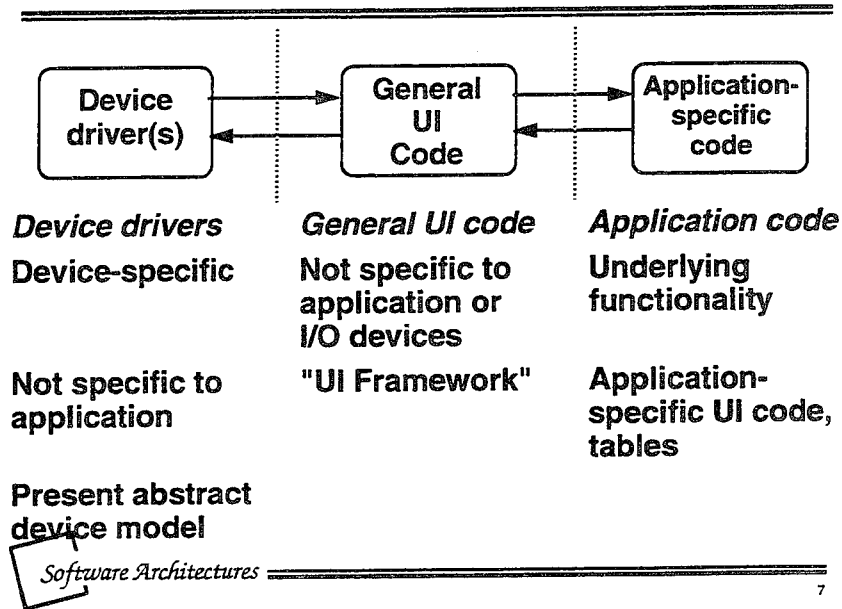 Device
driver(s)
General
UI
Code
Application-
specific
code
Device drivers
Device-specific
Not specific to
application
Present abstract
device model
General UI code
Not specific to
application or
I/O devices
"UI Framework"
Application code
Underlying
functionality
Application-
specific UI code,
tables
Software Architectures
7